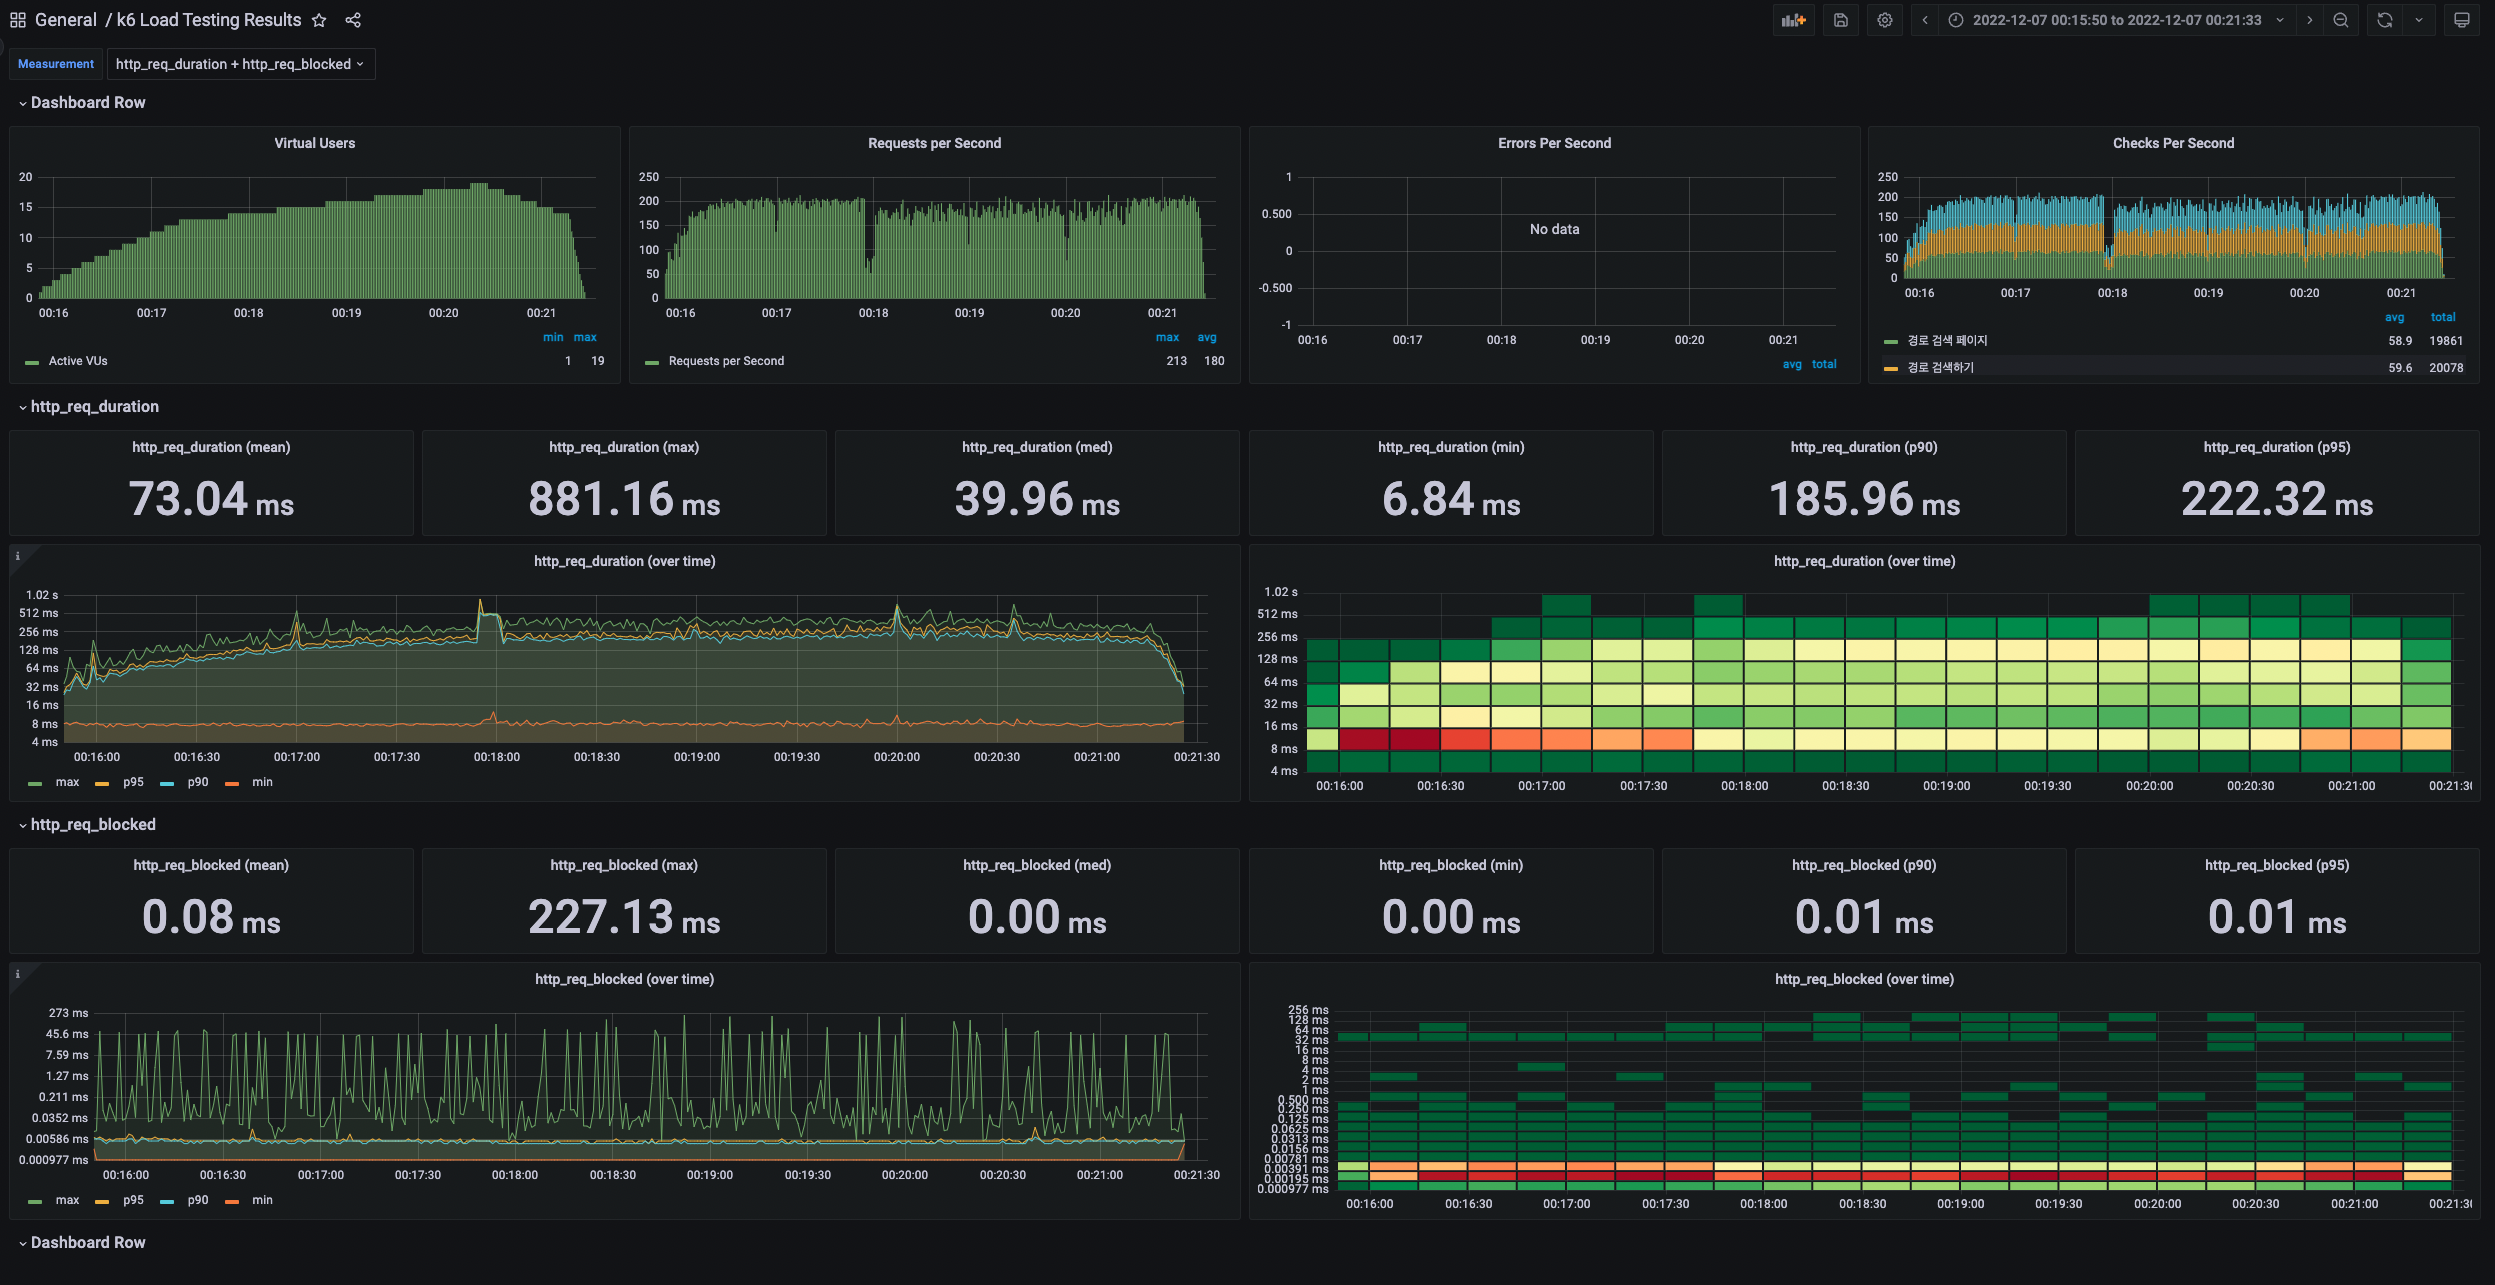 General / k6 Load Testing Results
2022-12-07 00:15:50 to 2022-12-07 00:21:33
Measurement http_req_duration + http_req_blocked
Dashboard Row
Virtual Users
20
15
10
5
0
00:16 00:17 00:18 00:19 00:20 00:21
min max
Active VUs 1 19
Requests per Second
250
200
150
100
50
0
00:16 00:17 00:18 00:19 00:20 00:21
max avg
Requests per Second 213 180
Errors Per Second
1
0.500
0
-0.500
-1
No data
00:16 00:17 00:18 00:19 00:20 00:21
avg total
Checks Per Second
250
200
150
100
50
0
00:16 00:17 00:18 00:19 00:20 00:21
avg total
경로 검색 페이지 58.9 19861
경로 검색하기 59.6 20078
http_req_duration
http_req_duration (mean)
73.04 ms
http_req_duration (max)
881.16 ms
http_req_duration (med)
39.96 ms
http_req_duration (min)
6.84 ms
http_req_duration (p90)
185.96 ms
http_req_duration (p95)
222.32 ms
http_req_duration (over time)
1.02 s
512 ms
256 ms
128 ms
64 ms
32 ms
16 ms
8 ms
4 ms
00:16:00 00:16:30 00:17:00 00:17:30 00:18:00 00:18:30 00:19:00 00:19:30 00:20:00 00:20:30 00:21:00 00:21:30
max p95 p90 min
http_req_duration (over time)
1.02 s
512 ms
256 ms
128 ms
64 ms
32 ms
16 ms
8 ms
4 ms
00:16:00 00:16:30 00:17:00 00:17:30 00:18:00 00:18:30 00:19:00 00:19:30 00:20:00 00:20:30 00:21:00 00:21:30
http_req_blocked
http_req_blocked (mean)
0.08 ms
http_req_blocked (max)
227.13 ms
http_req_blocked (med)
0.00 ms
http_req_blocked (min)
0.00 ms
http_req_blocked (p90)
0.01 ms
http_req_blocked (p95)
0.01 ms
http_req_blocked (over time)
273 ms
45.6 ms
7.59 ms
1.27 ms
0.211 ms
0.0352 ms
0.00586 ms
0.000977 ms
00:16:00 00:16:30 00:17:00 00:17:30 00:18:00 00:18:30 00:19:00 00:19:30 00:20:00 00:20:30 00:21:00 00:21:30
max p95 p90 min
http_req_blocked (over time)
256 ms
128 ms
64 ms
32 ms
16 ms
8 ms
4 ms
2 ms
1 ms
0.500 ms
0.250 ms
0.125 ms
0.0625 ms
0.0313 ms
0.0156 ms
0.00781 ms
0.00391 ms
0.00195 ms
0.000977 ms
00:16:00 00:16:30 00:17:00 00:17:30 00:18:00 00:18:30 00:19:00 00:19:30 00:20:00 00:20:30 00:21:00 00:21:30
Dashboard Row